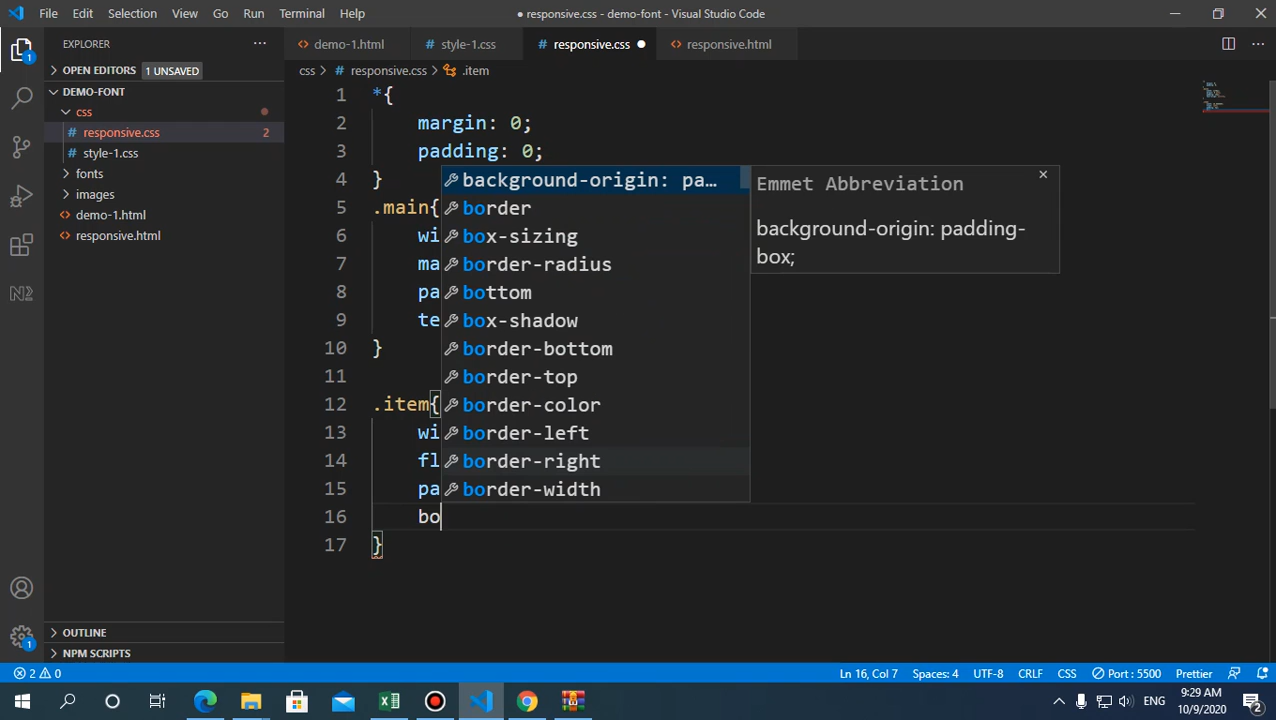 File Edit Selection View Go Run Terminal Help
● responsive.css - demo-font - Visual Studio Code
EXPLORER
demo-1.html
style-1.css
responsive.css
responsive.html
OPEN EDITORS 1 UNSAVED
css > # responsive.css > .item
DEMO-FONT
css
responsive.css 2
style-1.css
fonts
images
demo-1.html
responsive.html
1 *{
2 margin: 0;
3 padding: 0;
4 }
5 .main{
6 wi
7 ma
8 pa
9 te
10 }
11
12 .item{
13 wi
14 fl
15 pa
16 bo
17 }
background-origin: pa…
border
box-sizing
border-radius
bottom
box-shadow
border-bottom
border-top
border-color
border-left
border-right
border-width
Emmet Abbreviation
background-origin: padding-
box;
OUTLINE
NPM SCRIPTS
2 0
Ln 16, Col 7 Spaces: 4 UTF-8 CRLF CSS Port : 5500 Prettier
ENG
9:29 AM
10/9/2020
2